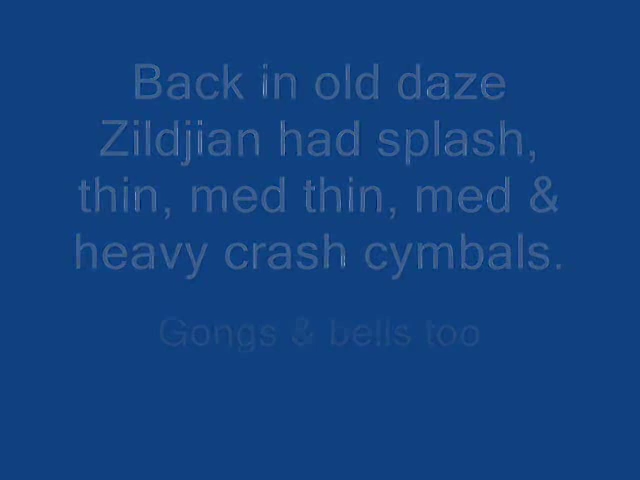 Back in old daze
Zildjian had splash,
thin, med thin, med &
heavy crash cymbals.
Gongs & bells too